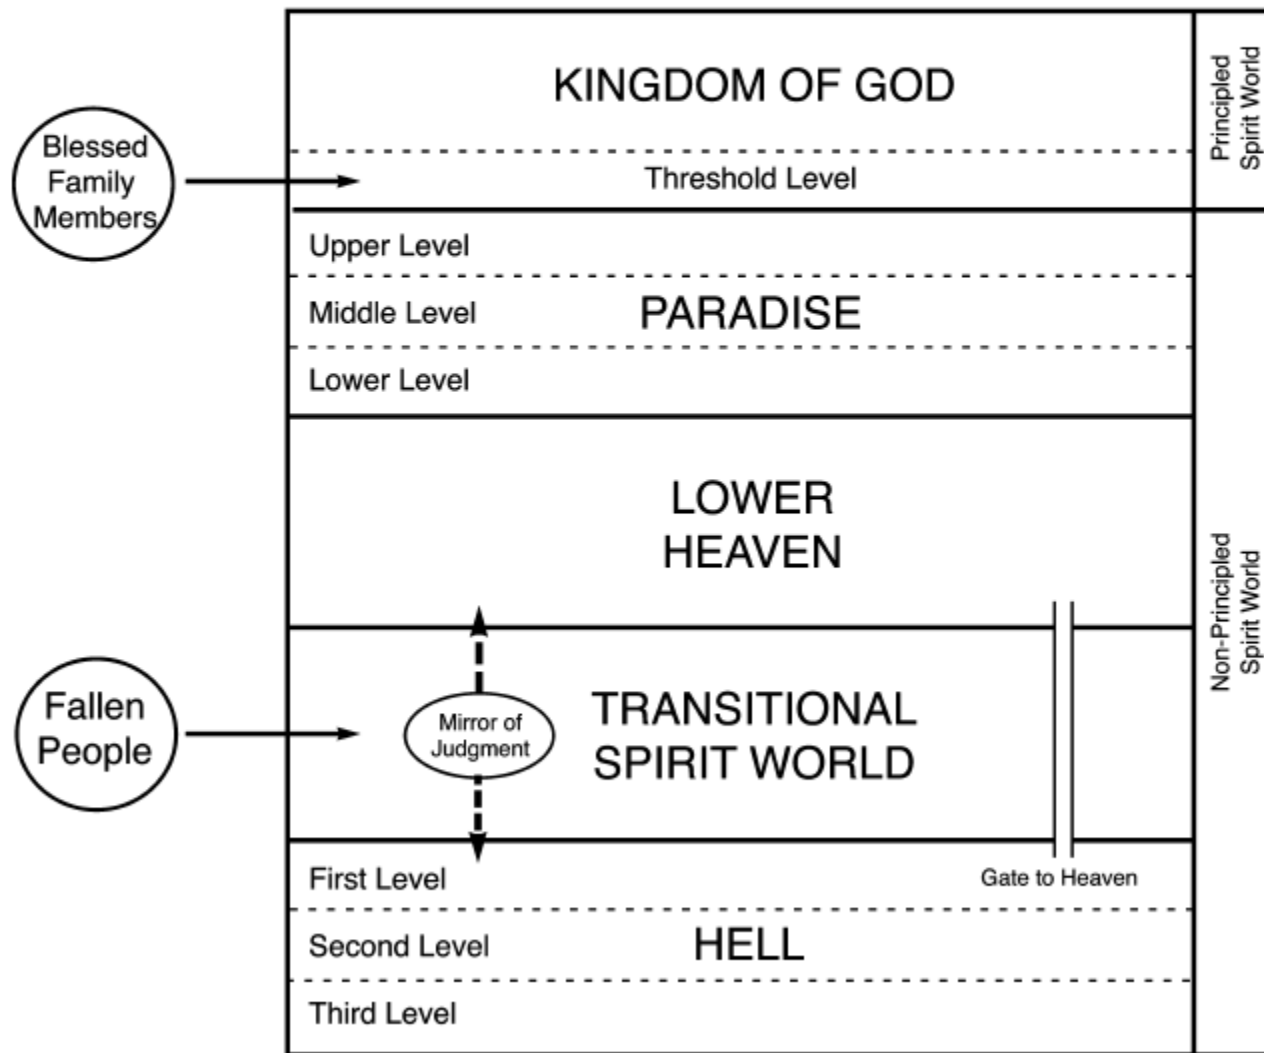 KINGDOM OF GOD
Principled
Spirit World
Blessed
Family
Members
Threshold Level
Upper Level
Middle Level
PARADISE
Lower Level
LOWER
HEAVEN
Non-Principled
Spirit World
Fallen
People
Mirror of
Judgment
TRANSITIONAL
SPIRIT WORLD
First Level
Gate to Heaven
Second Level
HELL
Third Level